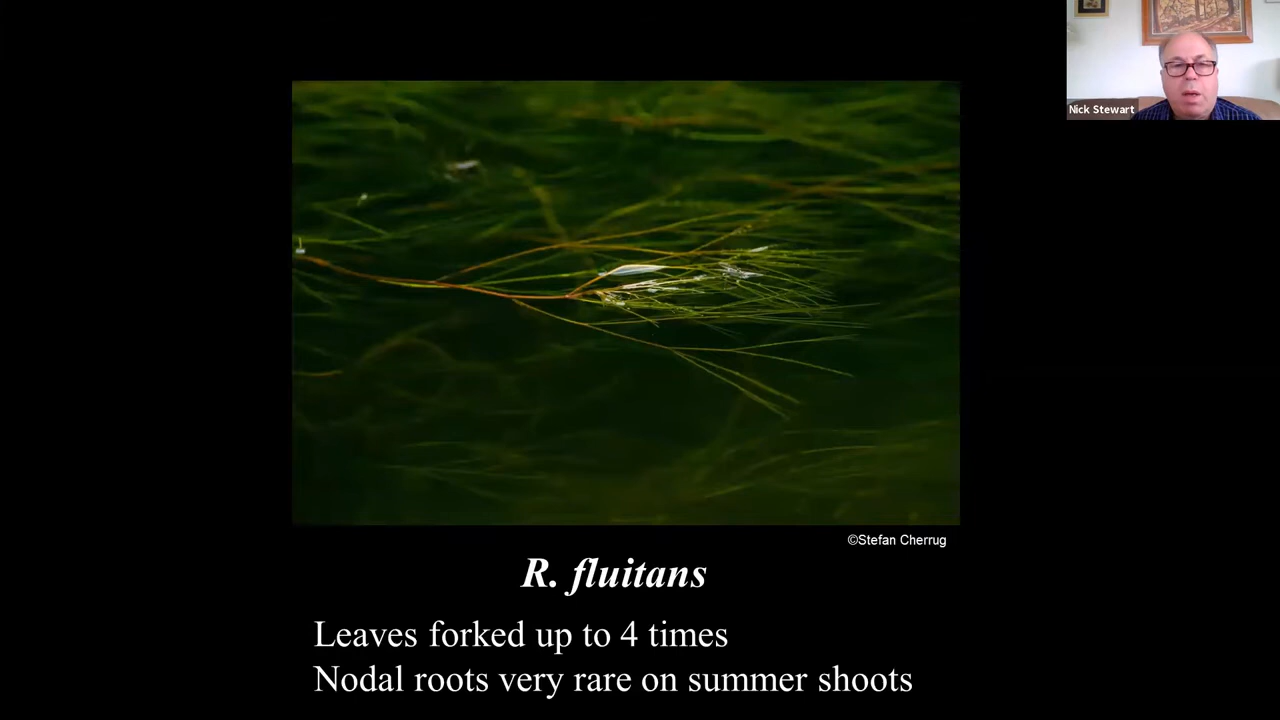 Nick Stewart
©Stefan Cherrug
R. fluitans
Leaves forked up to 4 times
Nodal roots very rare on summer shoots